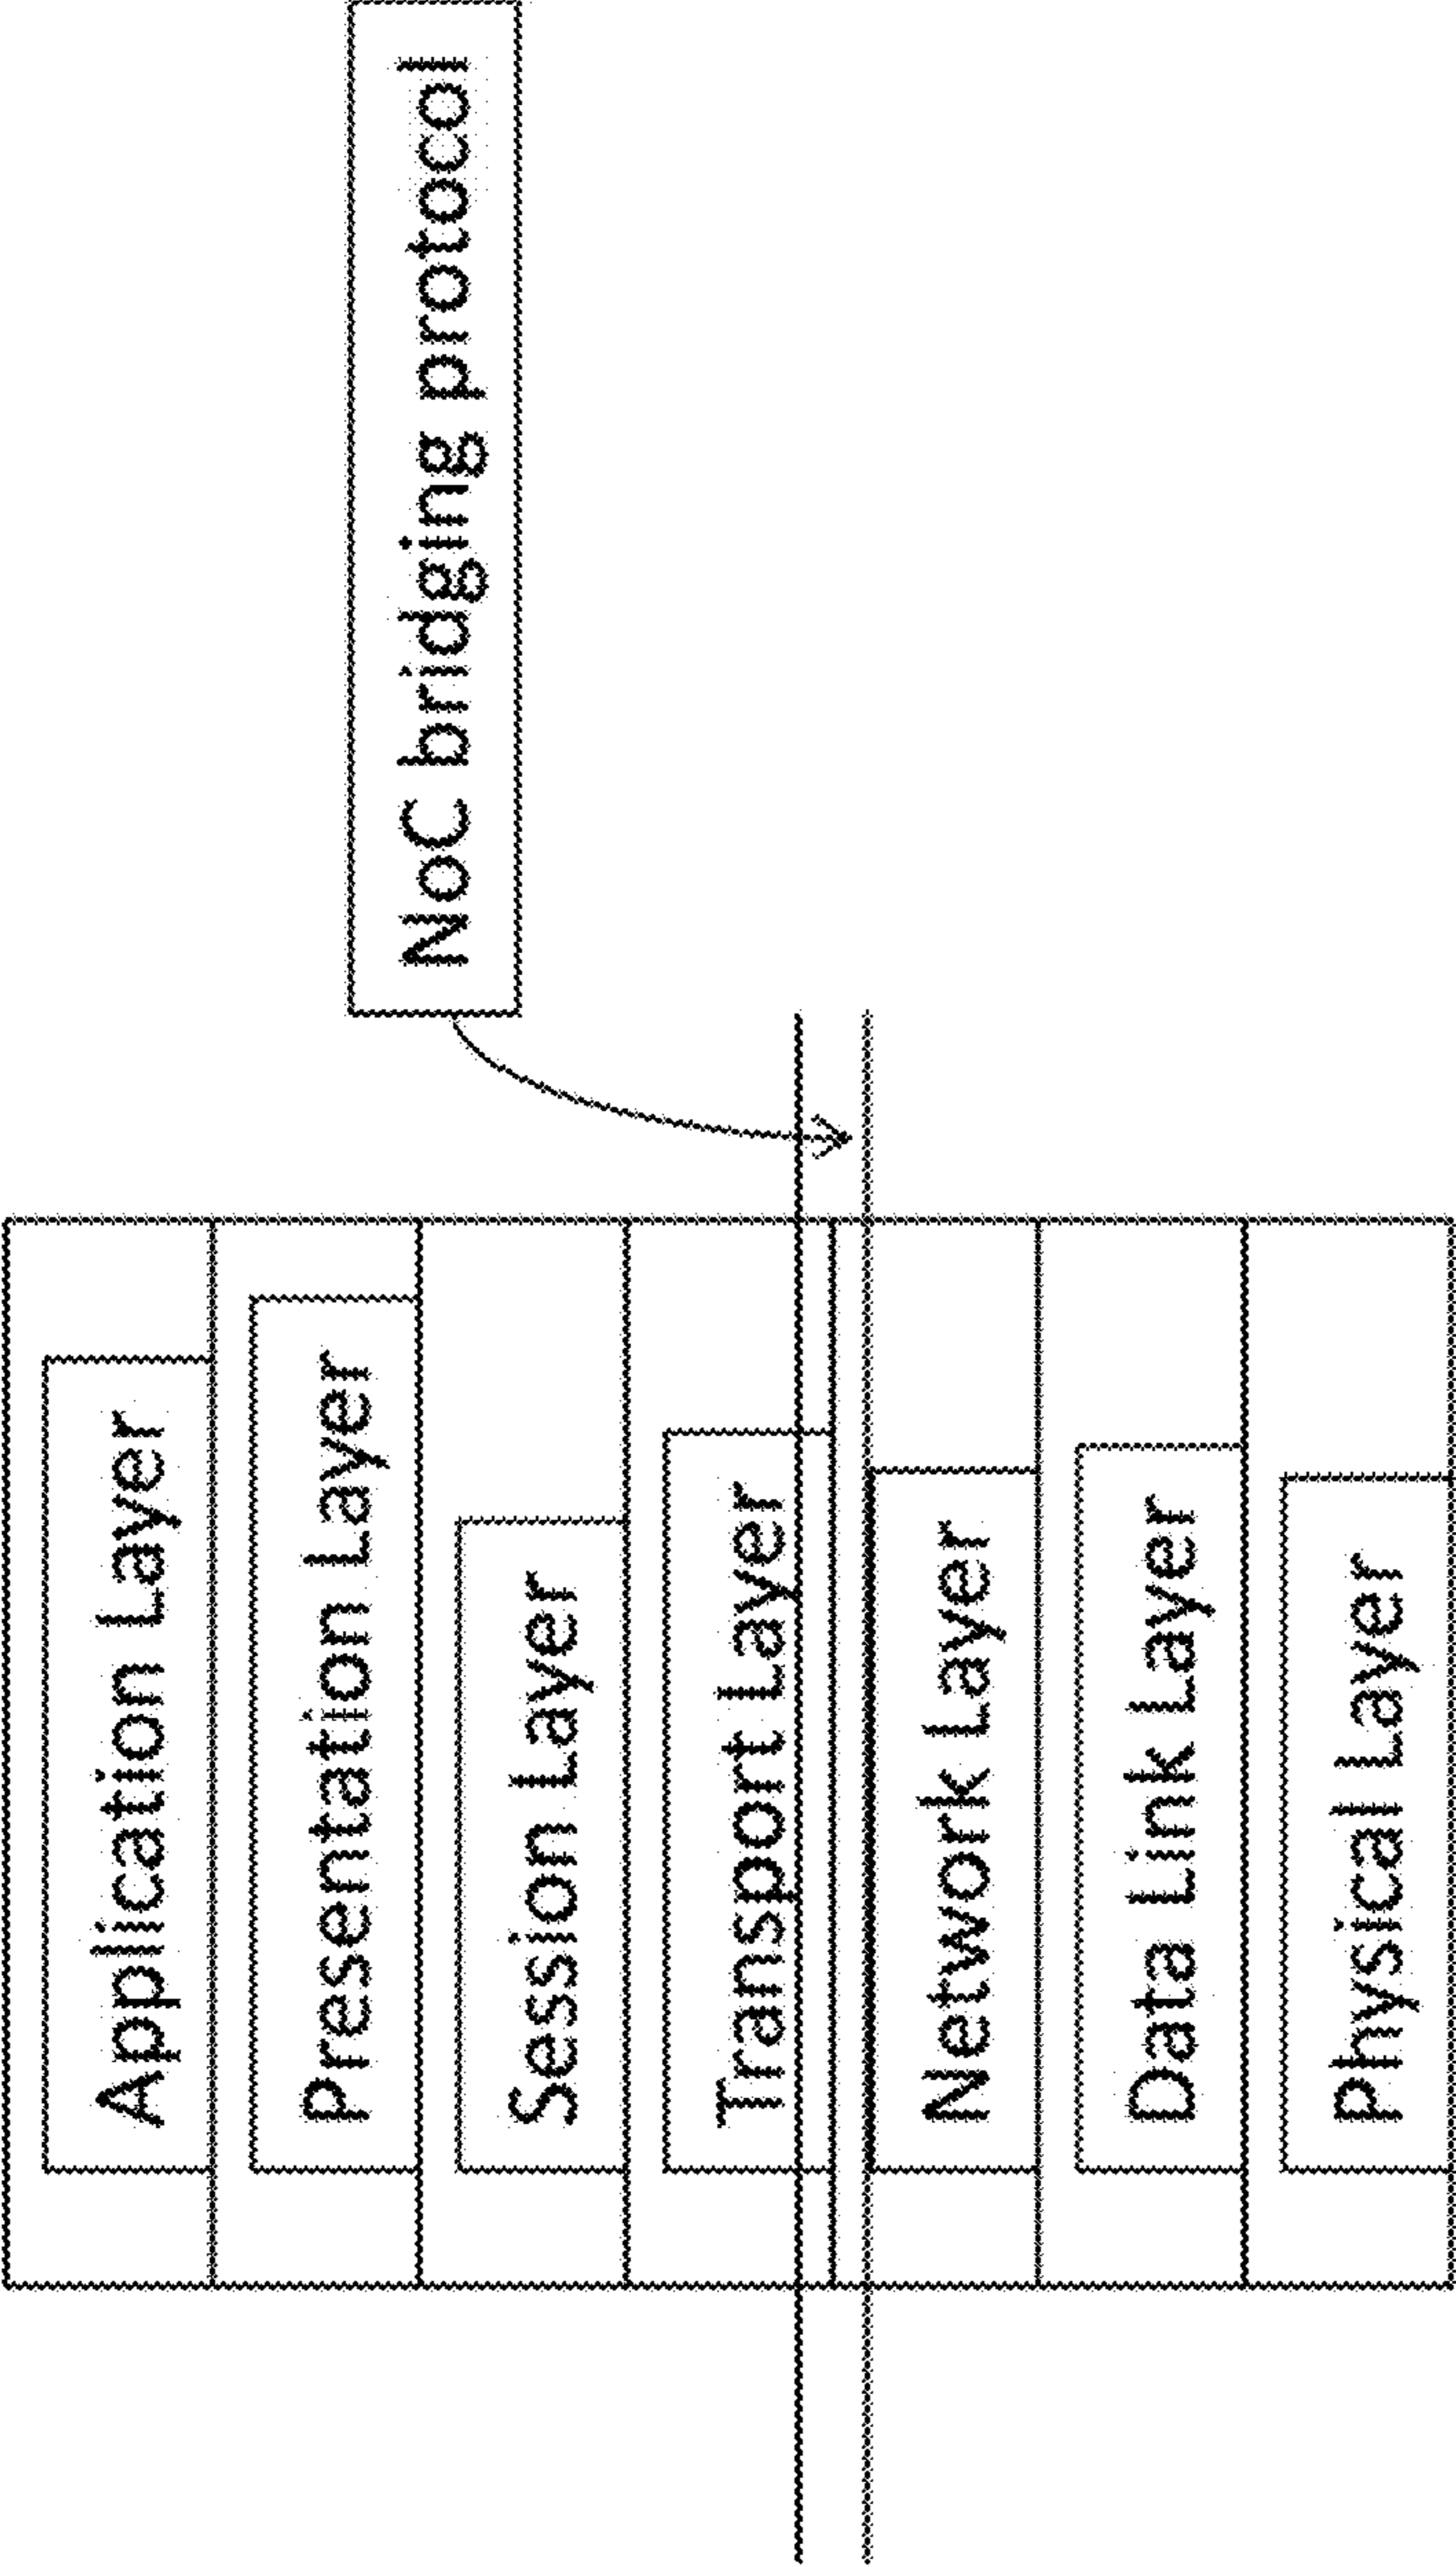 NoC bridging protocol
Application Layer
Presentation Layer
Session Layer
Transport Layer
Network Layer
Data Link Layer
Physical Layer